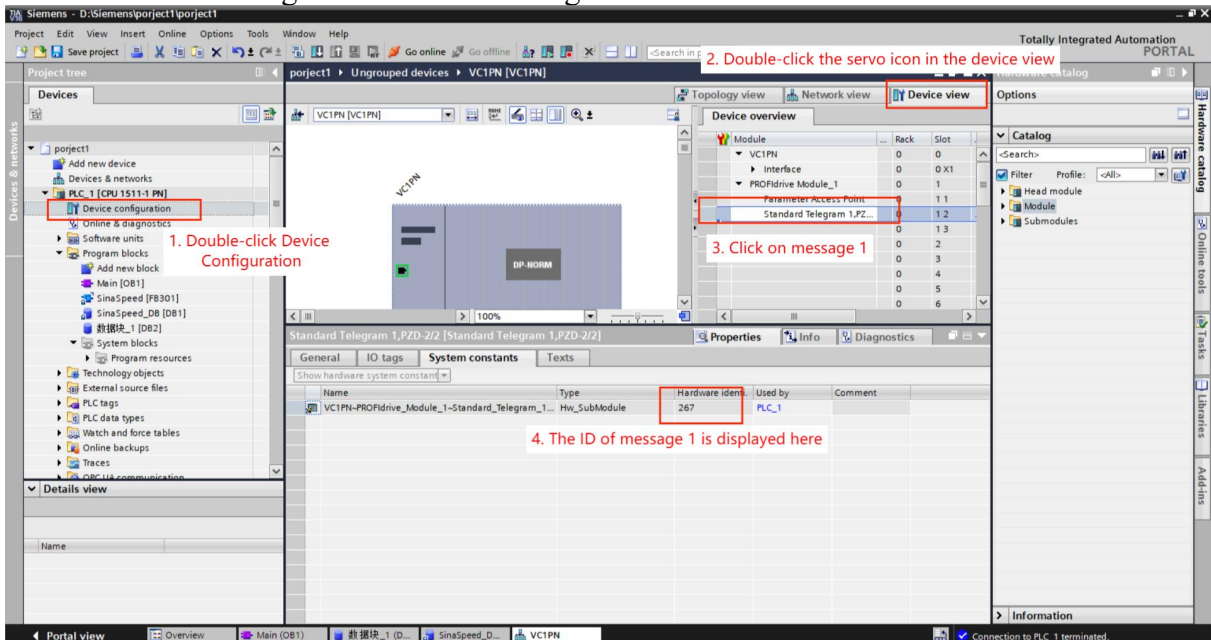 Siemens - D:\Siemens\porject1\porject1
Project Edit View Insert Online Options Tools Window Help
Save project Go online Go offline
Totally Integrated Automation
PORTAL
2. Double-click the servo icon in the device view
Project tree
porject1 ▸ Ungrouped devices ▸ VC1PN [VC1PN]
Hardware catalog
Devices
Topology view Network view Device view
Options
VC1PN [VC1PN]
Device overview
Module ... Rack Slot
Catalog
<Search>
Filter Profile: <All>
Head module
Module
Submodules
porject1
Add new device
Devices & networks
PLC_1 [CPU 1511-1 PN]
Device configuration
Online & diagnostics
Software units
Program blocks
Add new block
Main [OB1]
SinaSpeed [FB301]
SinaSpeed_DB [DB1]
数据块_1 [DB2]
System blocks
Program resources
Technology objects
External source files
PLC tags
PLC data types
Watch and force tables
Online backups
Traces
OPC UA communication
1. Double-click Device
Configuration
VC1PN
DP-NORM
VC1PN 0 0
Interface 0 0 X1
PROFIdrive Module_1 0 1
Parameter Access Point 0 1 1
Standard Telegram 1,PZ... 0 1 2
0 1 3
0 2
0 3
0 4
0 5
0 6
3. Click on message 1
100%
Standard Telegram 1,PZD-2/2 [Standard Telegram 1,PZD-2/2]
Properties Info Diagnostics
General IO tags System constants Texts
Show hardware system constant
Name Type Hardware identi. Used by Comment
VC1PN~PROFIdrive_Module_1~Standard_Telegram_1... Hw_SubModule 267 PLC_1
4. The ID of message 1 is displayed here
Details view
Name
Devices & networks
Hardware catalog
Online tools
Tasks
Libraries
Add-ins
Information
Portal view Overview Main (OB1) 数据块_1 (D... SinaSpeed_D... VC1PN
Connection to PLC_1 terminated.